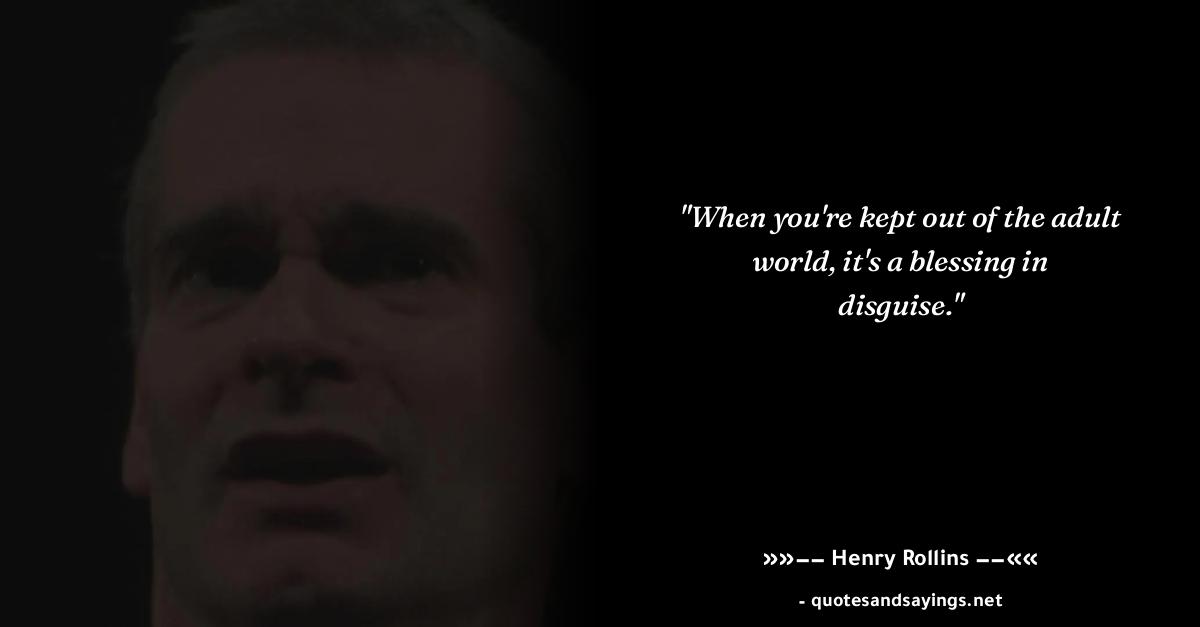 "When you're kept out of the adult
world, it's a blessing in
disguise."
»»−− Henry Rollins −−««
- quotesandsayings.net